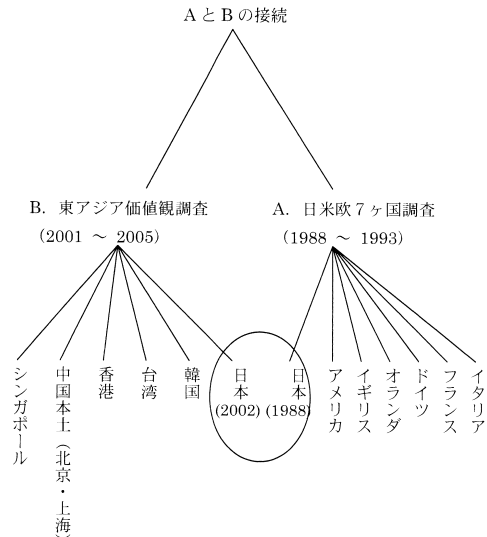 AとBの接続
B. 東アジア価値観調査
(2001 ～ 2005)
A. 日米欧7ヶ国調査
(1988 ～ 1993)
シンガポール
中国本土(北京・上海)
香港
台湾
韓国
日本
(2002)
日本
(1988)
アメリカ
イギリス
オランダ
ドイツ
フランス
イタリア